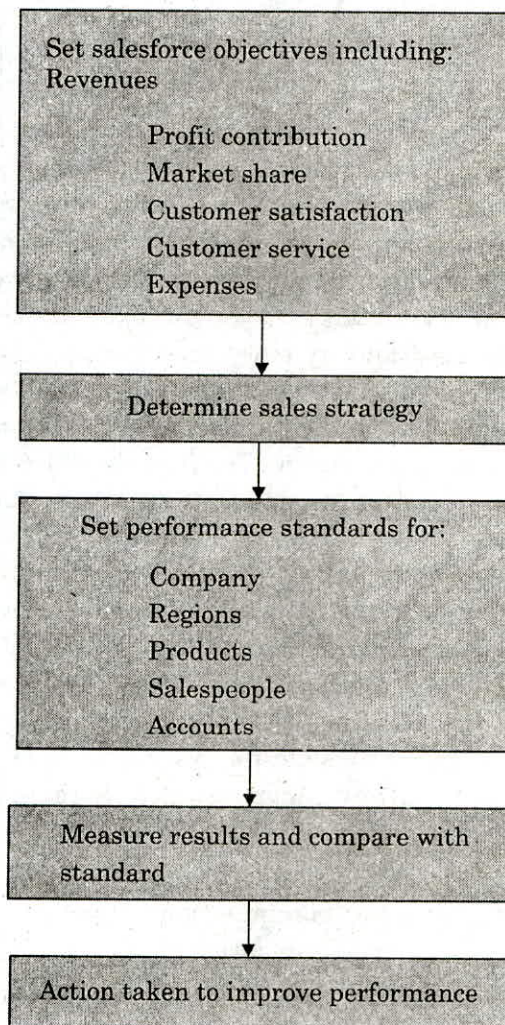 Set salesforce objectives including:
Revenues
Profit contribution
Market share
Customer satisfaction
Customer service
Expenses
Determine sales strategy
Set performance standards for:
Company
Regions
Products
Salespeople
Accounts
Measure results and compare with
standard
Action taken to improve performance